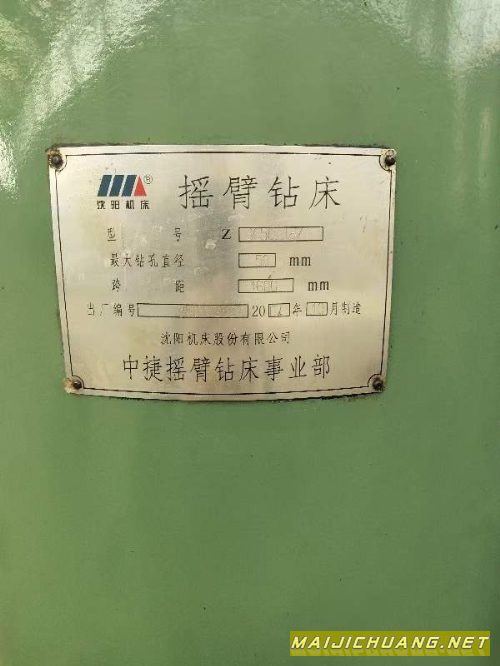 沈阳机床 ®
摇臂钻床
型 号 Z
最大钻孔直径 50 mm
跨 距 1600 mm
出厂编号 20 年 月制造
沈阳机床股份有限公司
中捷摇臂钻床事业部
MAIJICHUANG.NET